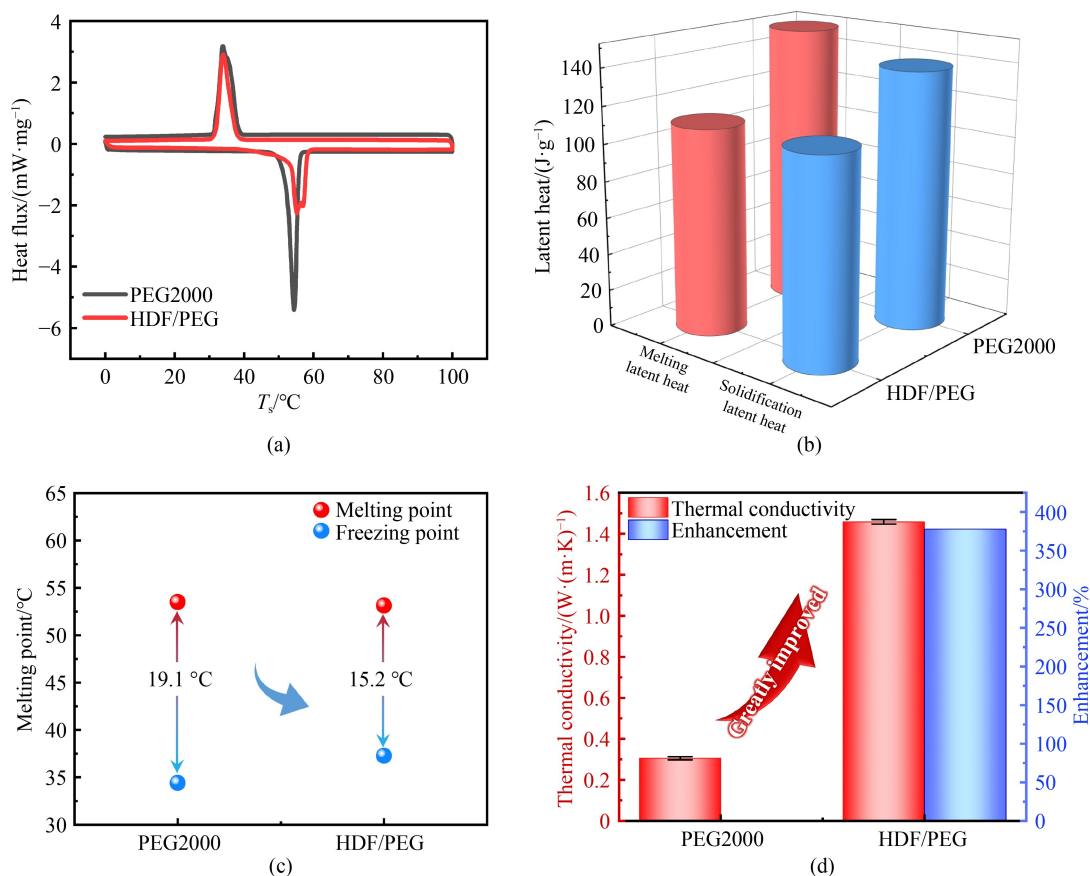 4
2
0
−2
−4
−6
Heat flux/(mW·mg⁻¹)
PEG2000
HDF/PEG
0
20
40
60
80
100
Tₛ/°C
(a)
140
120
100
80
60
40
20
0
Latent heat/(J·g⁻¹)
Melting
latent heat
Solidification
latent heat
HDF/PEG
PEG2000
(b)
65
60
55
50
45
40
35
30
Melting point/°C
Melting point
Freezing point
19.1 °C
15.2 °C
PEG2000
HDF/PEG
(c)
1.6
1.4
1.2
1.0
0.8
0.6
0.4
0.2
0
Thermal conductivity/(W·(m·K)⁻¹)
Thermal conductivity
Enhancement
Greatly improved
400
350
300
250
200
150
100
50
0
Enhancement/%
PEG2000
HDF/PEG
(d)